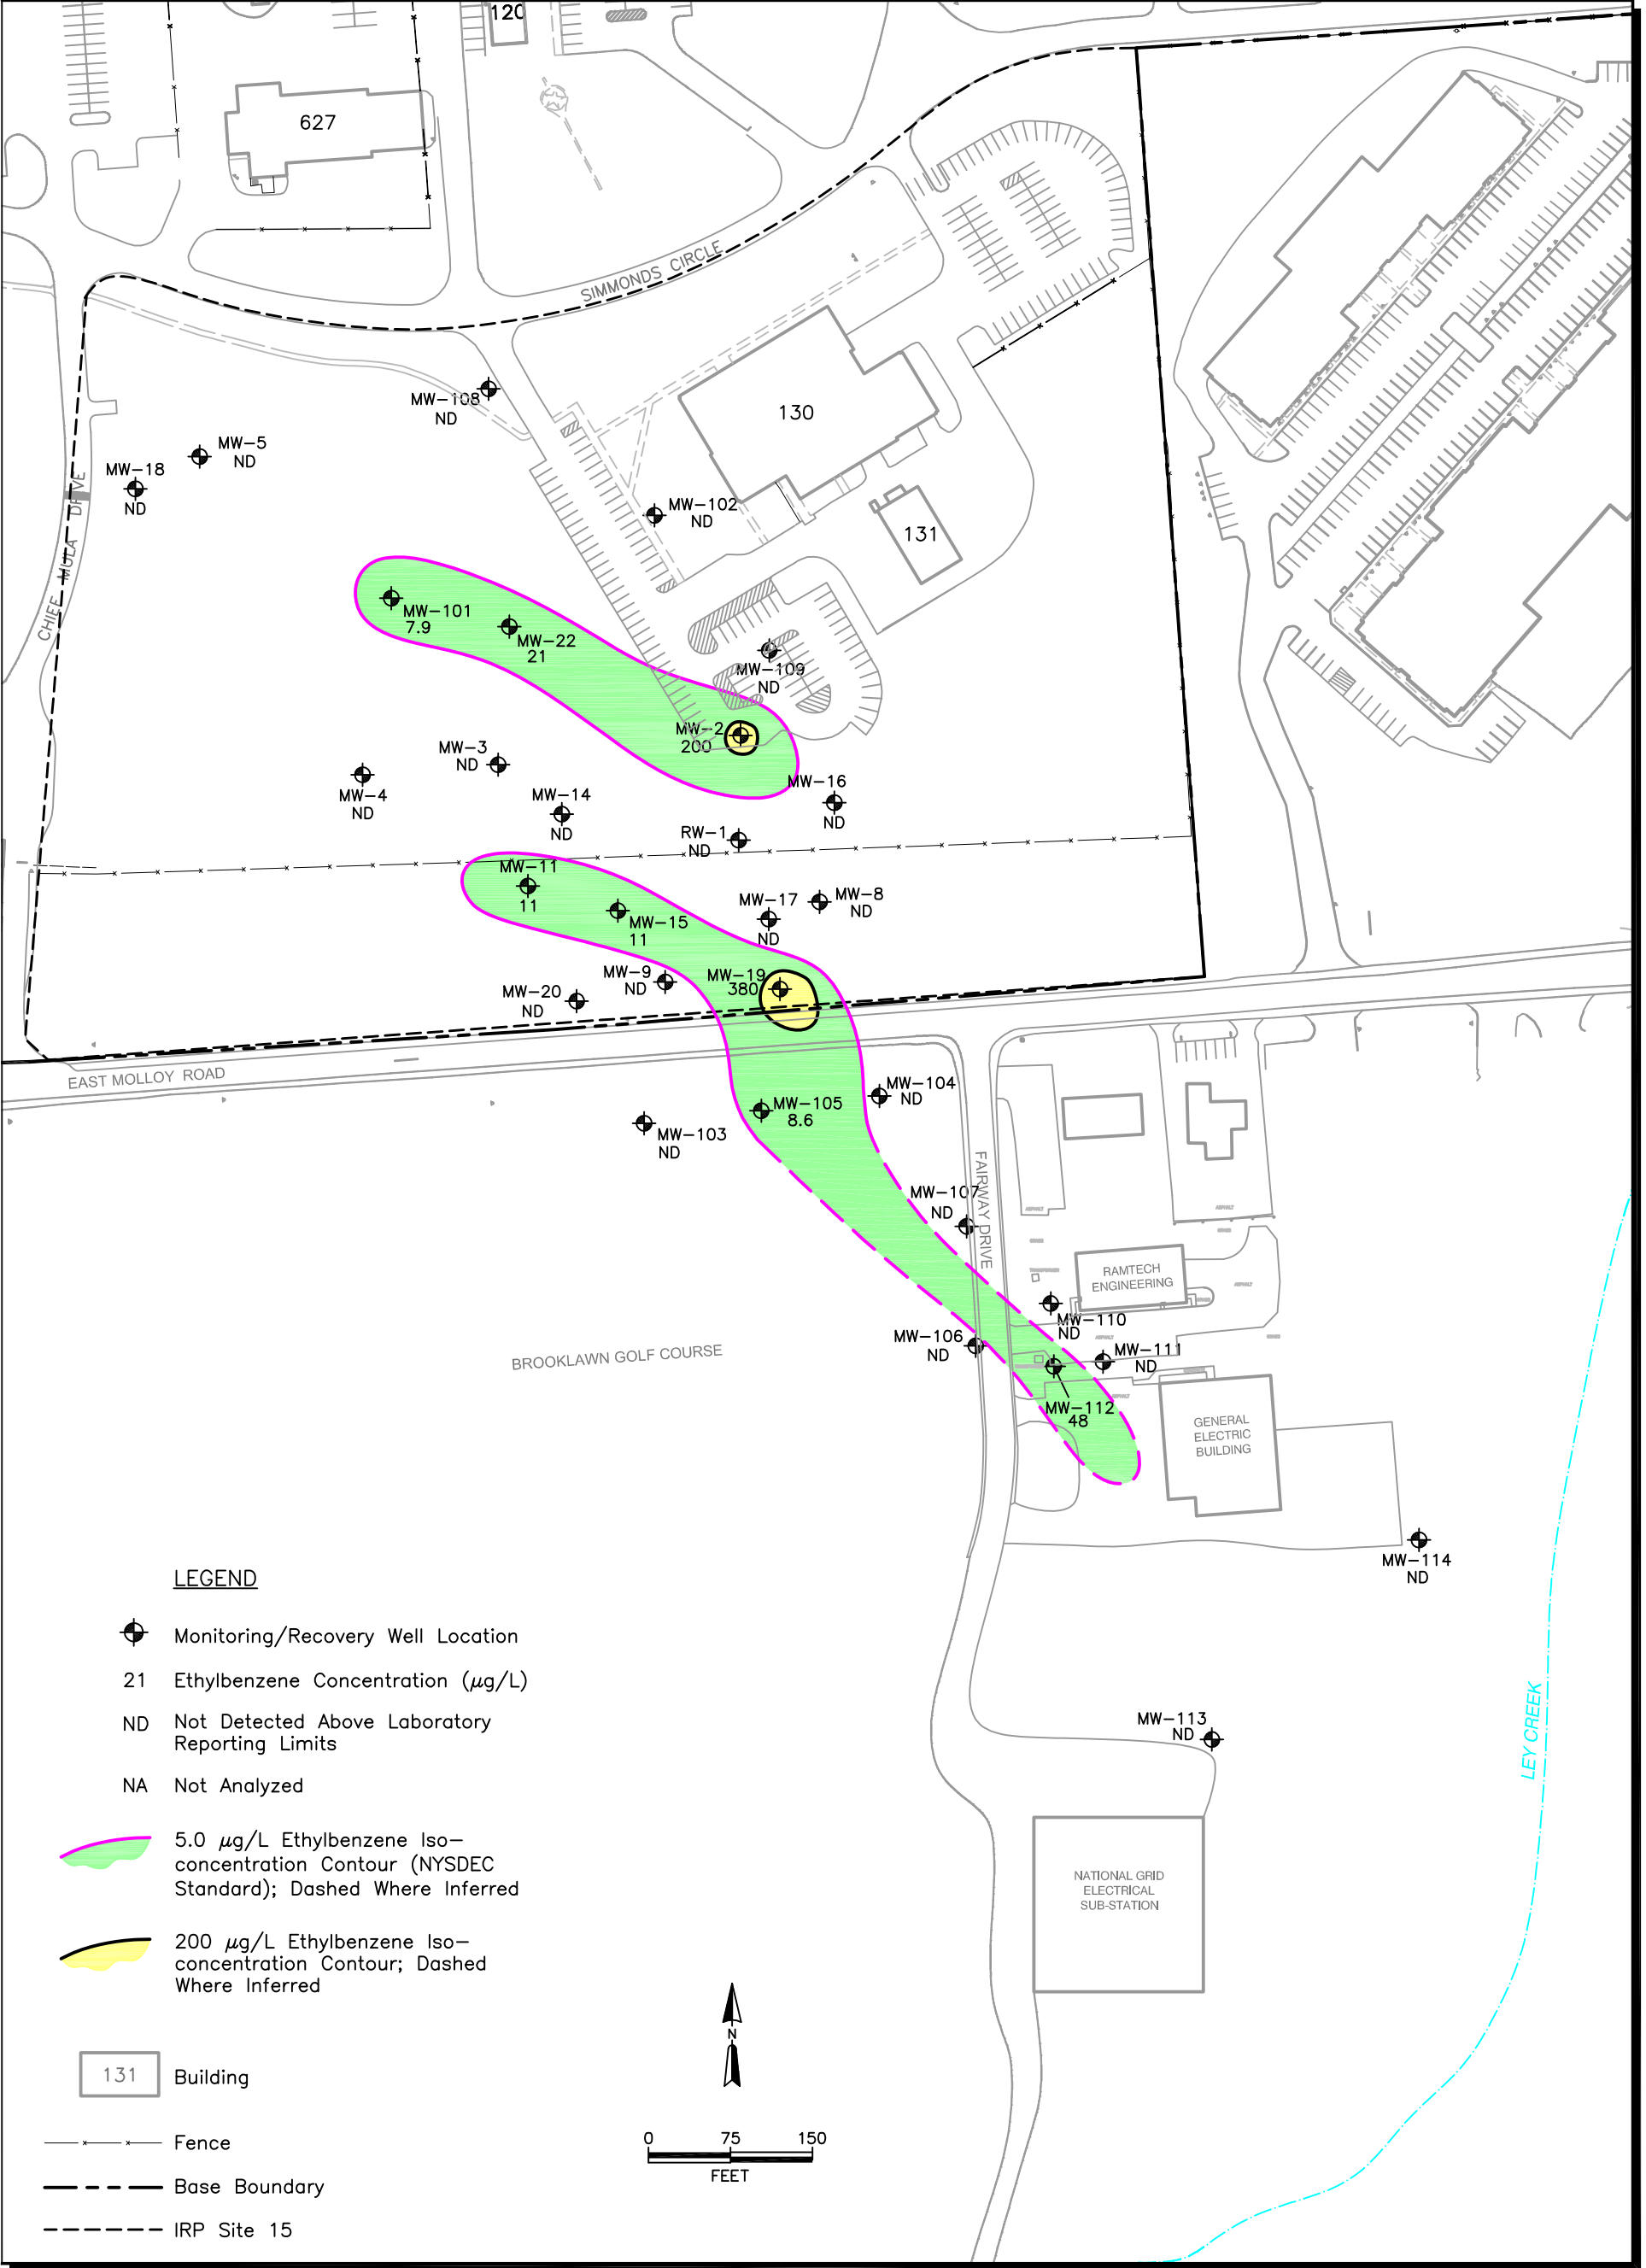 120
627
SIMMONDS CIRCLE
130
131
CHIEF MULA DRIVE
MW-108
ND
MW-5
ND
MW-18
ND
MW-102
ND
MW-101
7.9
MW-22
21
MW-109
ND
MW-2
200
MW-3
ND
MW-4
ND
MW-14
ND
MW-16
ND
RW-1
ND
MW-11
11
MW-15
11
MW-17
ND
MW-8
ND
MW-9
ND
MW-19
380
MW-20
ND
EAST MOLLOY ROAD
MW-104
ND
MW-105
8.6
MW-103
ND
FAIRWAY DRIVE
MW-107
ND
RAMTECH
ENGINEERING
MW-110
ND
MW-106
ND
MW-111
ND
MW-112
48
BROOKLAWN GOLF COURSE
GENERAL
ELECTRIC
BUILDING
MW-114
ND
MW-113
ND
LEY CREEK
NATIONAL GRID
ELECTRICAL
SUB-STATION
LEGEND
Monitoring/Recovery Well Location
21 Ethylbenzene Concentration (µg/L)
ND Not Detected Above Laboratory
Reporting Limits
NA Not Analyzed
5.0 µg/L Ethylbenzene Iso-
concentration Contour (NYSDEC
Standard); Dashed Where Inferred
200 µg/L Ethylbenzene Iso-
concentration Contour; Dashed
Where Inferred
131 Building
Fence
Base Boundary
IRP Site 15
N
0 75 150
FEET